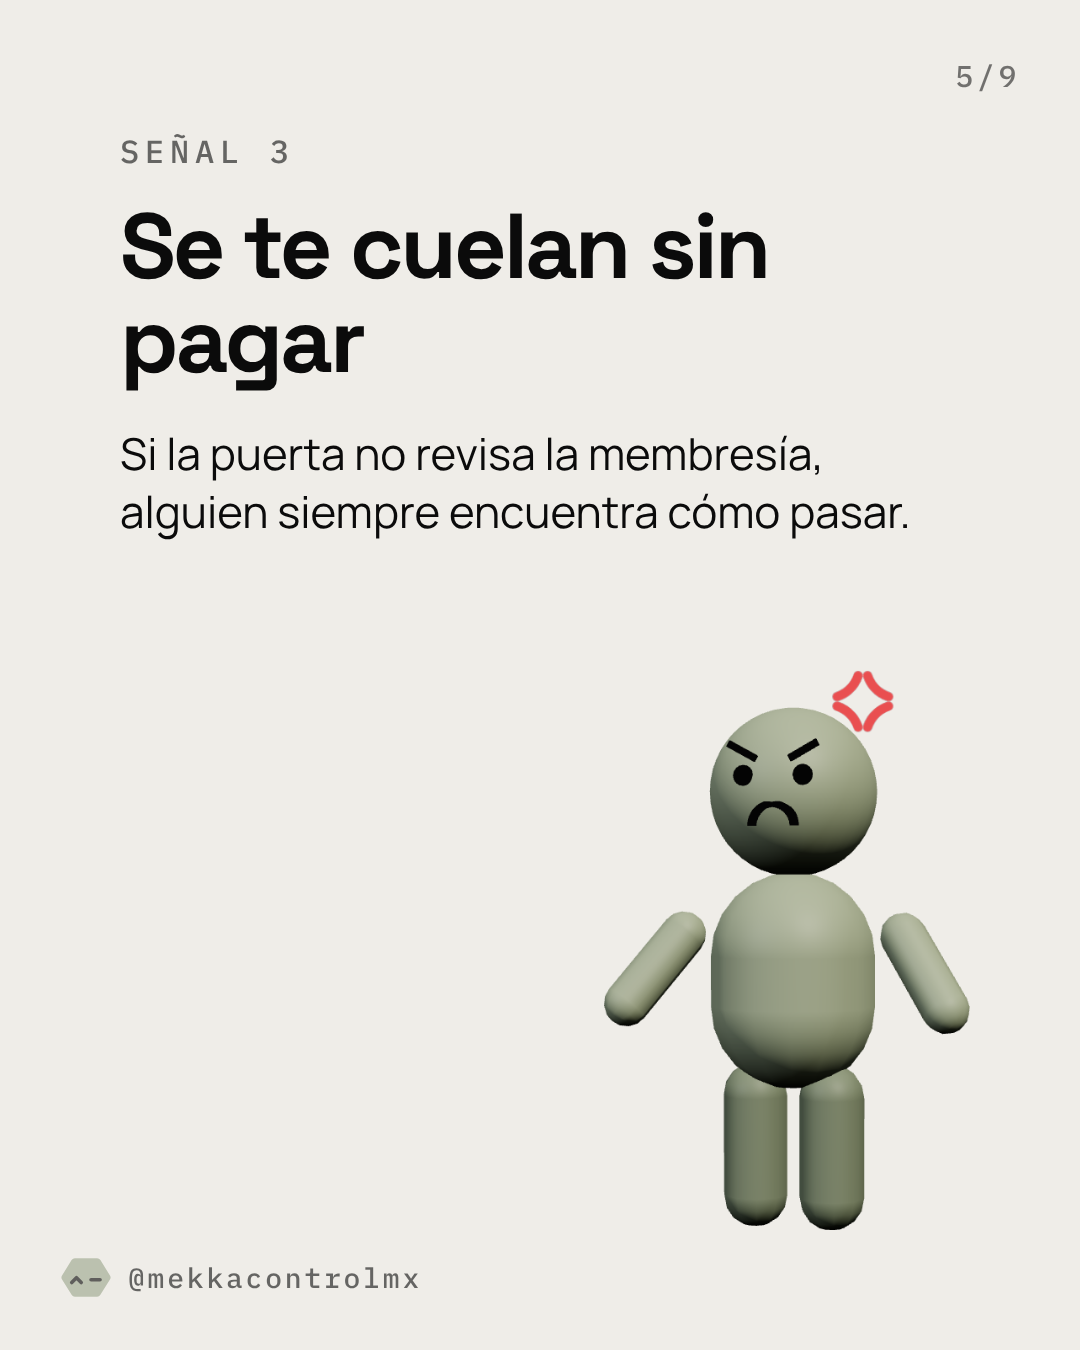 5/9
SEÑAL 3
Se te cuelan sin
pagar
Si la puerta no revisa la membresía,
alguien siempre encuentra cómo pasar.
@mekkacontrolmx